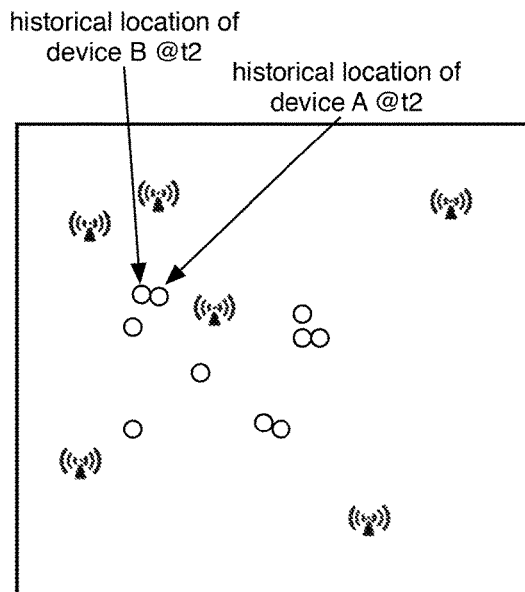 historical location of
device B @t2
historical location of
device A @t2